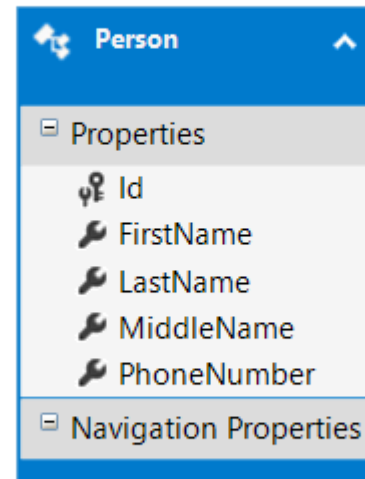 Person
Properties
Id
FirstName
LastName
MiddleName
PhoneNumber
Navigation Properties